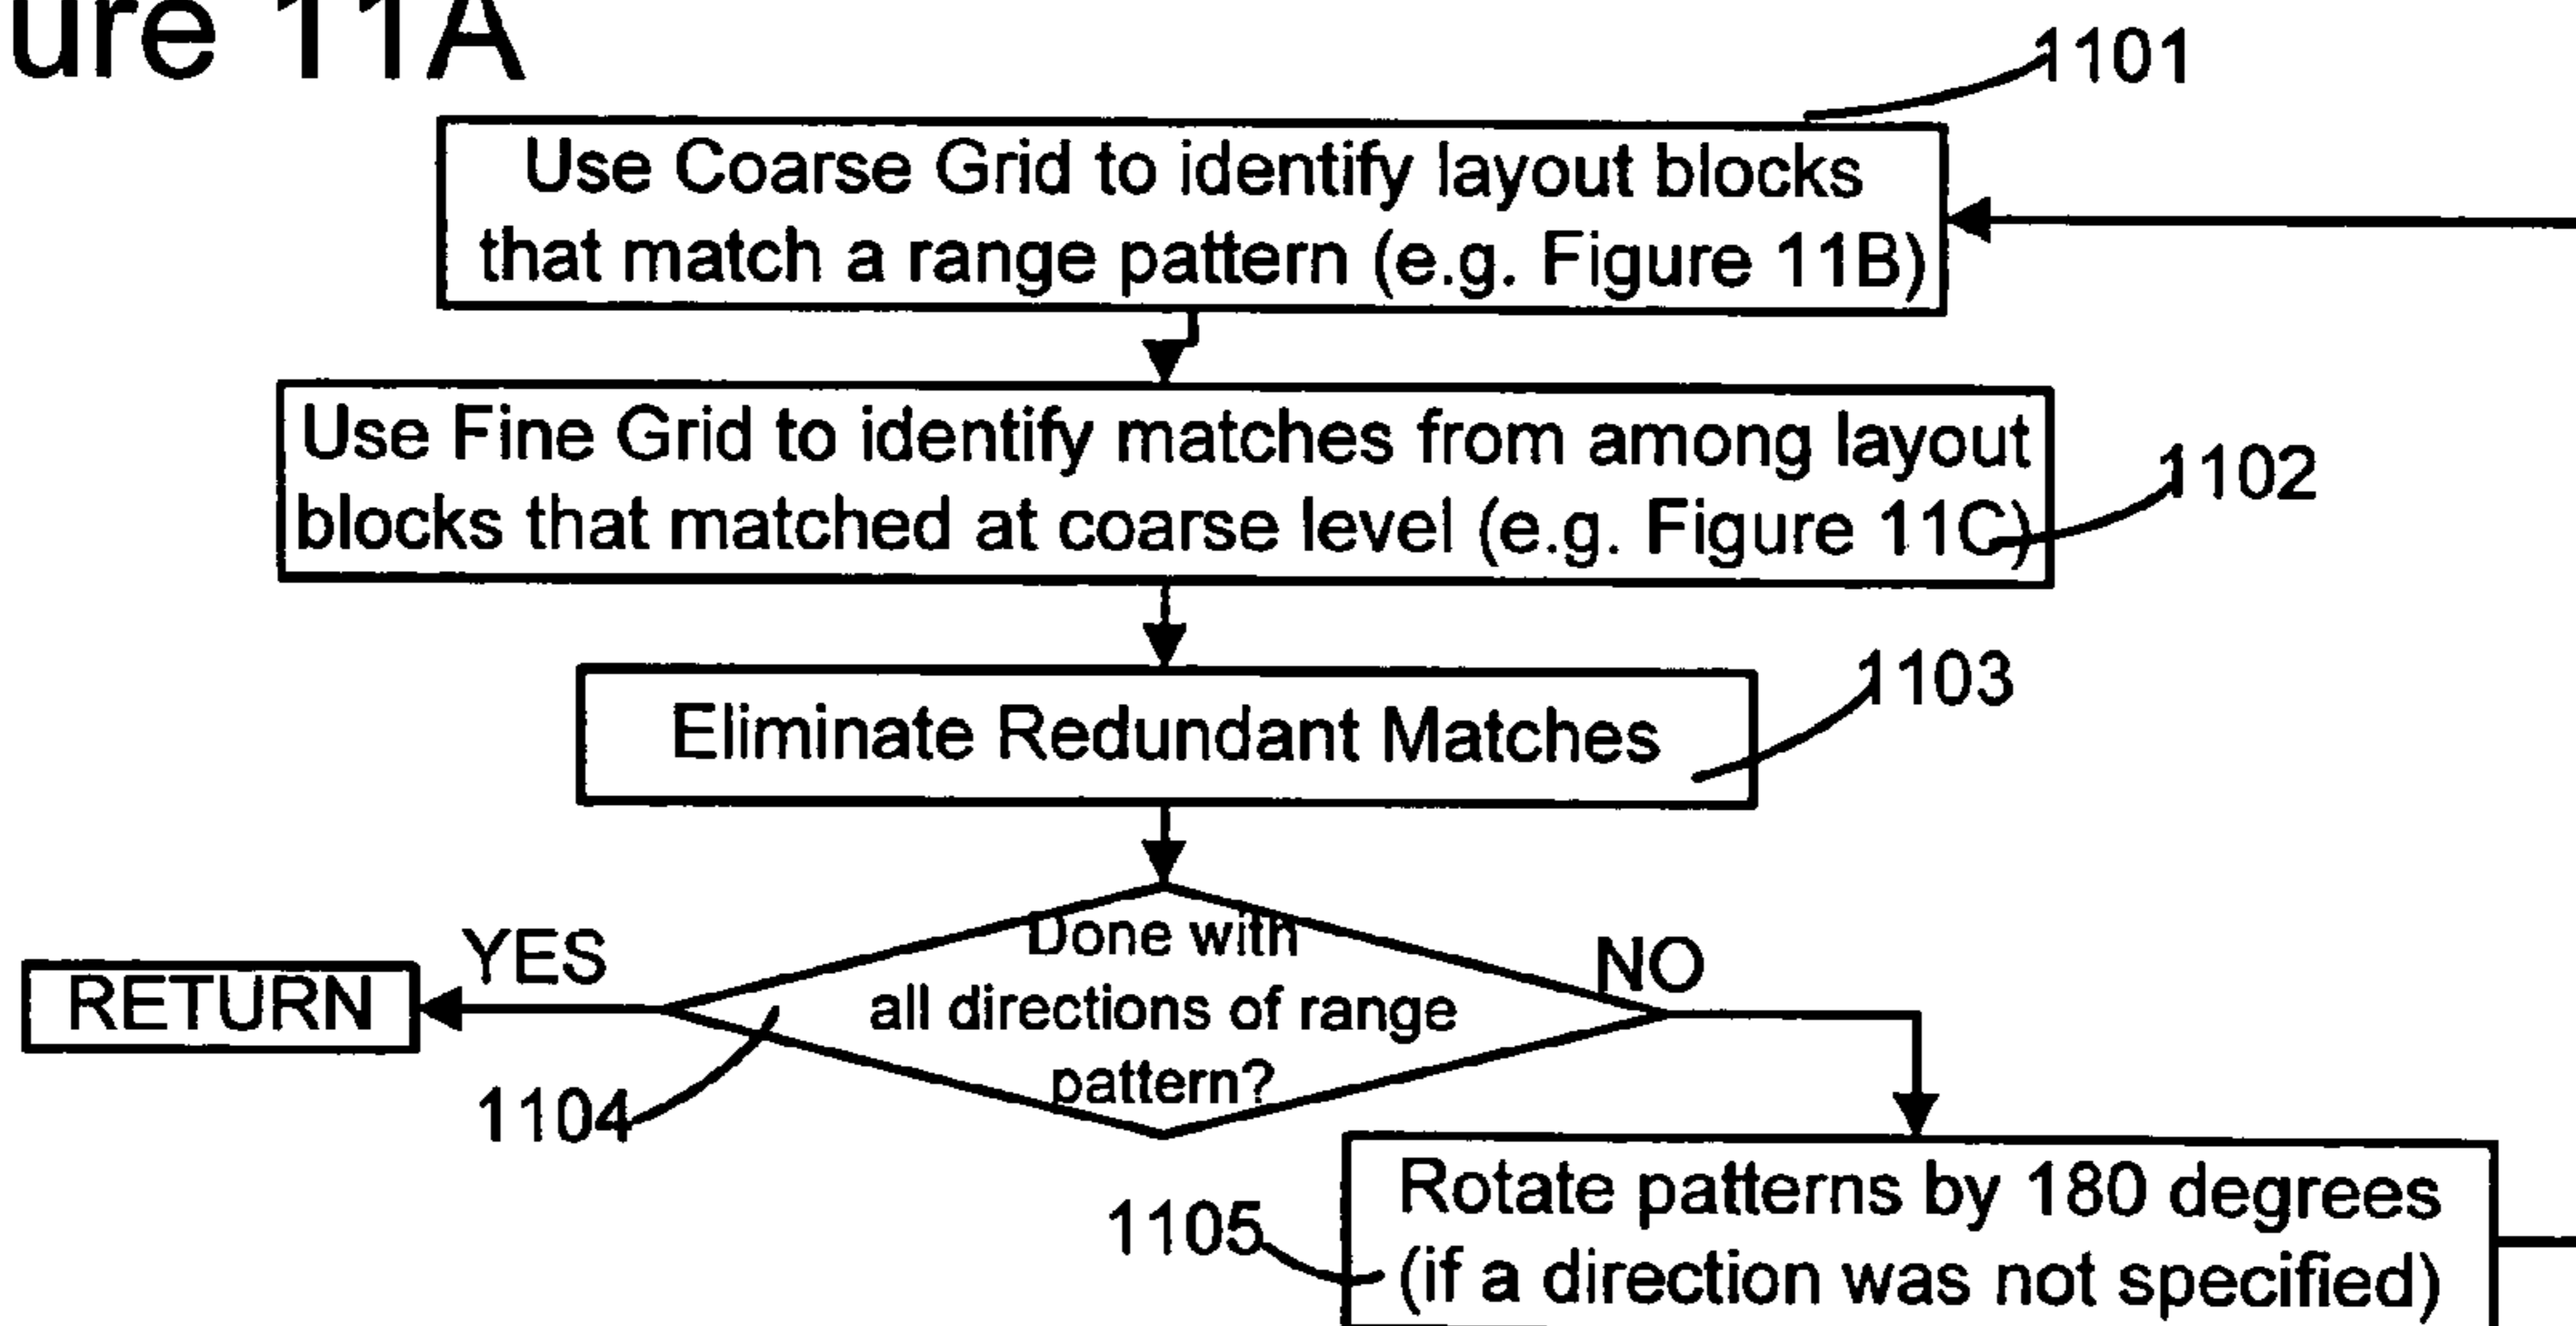 ure 11A
1101
Use Coarse Grid to identify layout blocks
that match a range pattern (e.g. Figure 11B)
Use Fine Grid to identify matches from among layout
blocks that matched at coarse level (e.g. Figure 11C)
1102
Eliminate Redundant Matches
1103
Done with
all directions of range
pattern?
YES
NO
RETURN
1104
1105
Rotate patterns by 180 degrees
(if a direction was not specified)